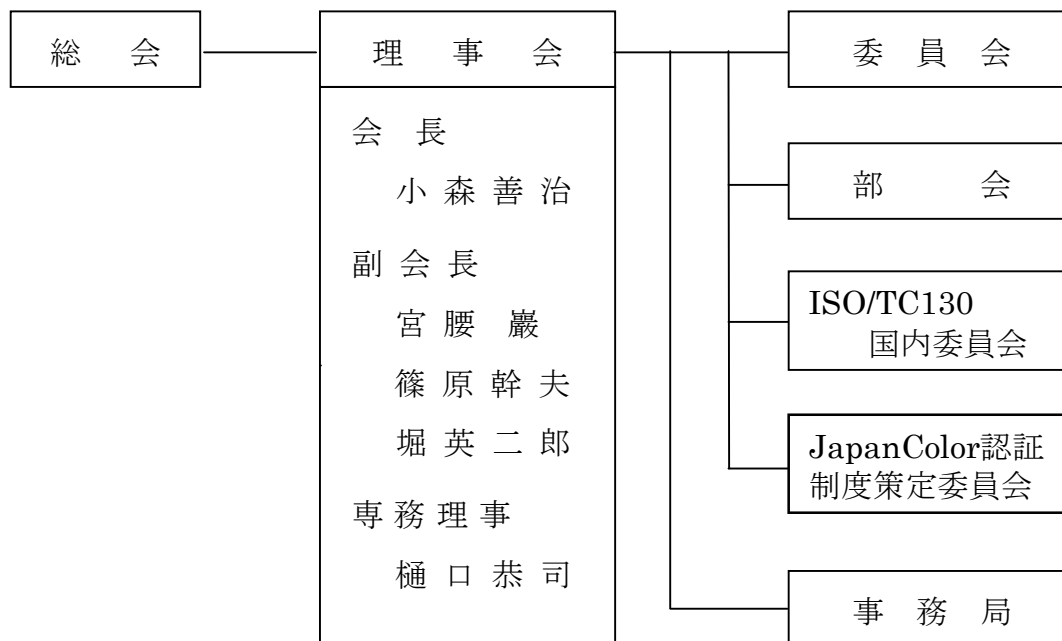 総　会
理　事　会
会　長
小 森 善 治
副 会 長
宮 腰　巖
篠 原 幹 夫
堀 英 二 郎
専 務 理 事
樋 口 恭 司
委　員　会
部　　　会
ISO/TC130
国内委員会
JapanColor認証
制度策定委員会
事　務　局